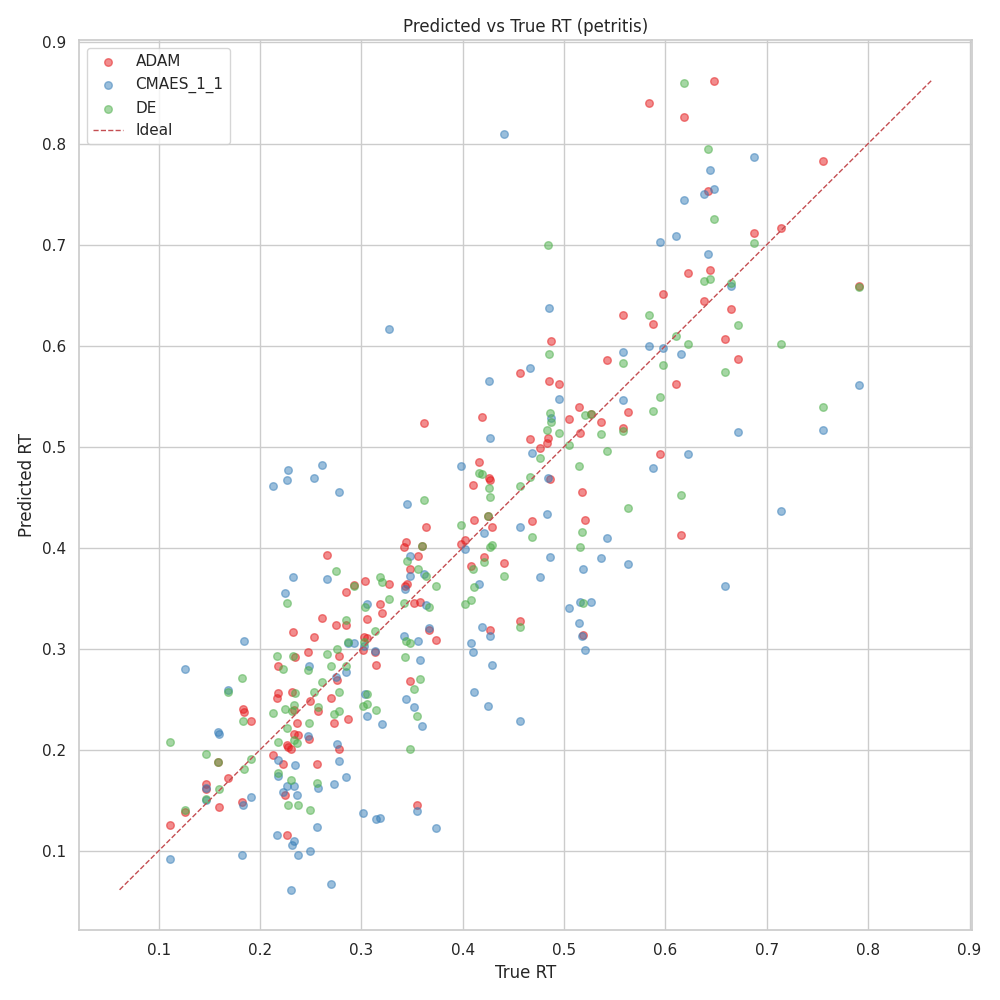 Predicted vs True RT (petritis)
ADAM
CMAES_1_1
DE
Ideal
Predicted RT
0.9
0.8
0.7
0.6
0.5
0.4
0.3
0.2
0.1
0.1 0.2 0.3 0.4 0.5 0.6 0.7 0.8 0.9
True RT